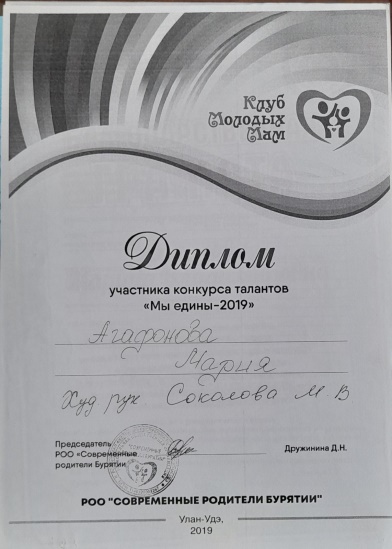 Клуб
Молодых
Мам
Диплом
участника конкурса талантов
«Мы едины-2019»
Агафонова
Мария
Худ рук Соколова М.В
Председатель
РОО «Современные
родители Бурятии»
Дружинина Д.Н.
РОО "СОВРЕМЕННЫЕ РОДИТЕЛИ БУРЯТИИ"
Улан-Удэ,
2019